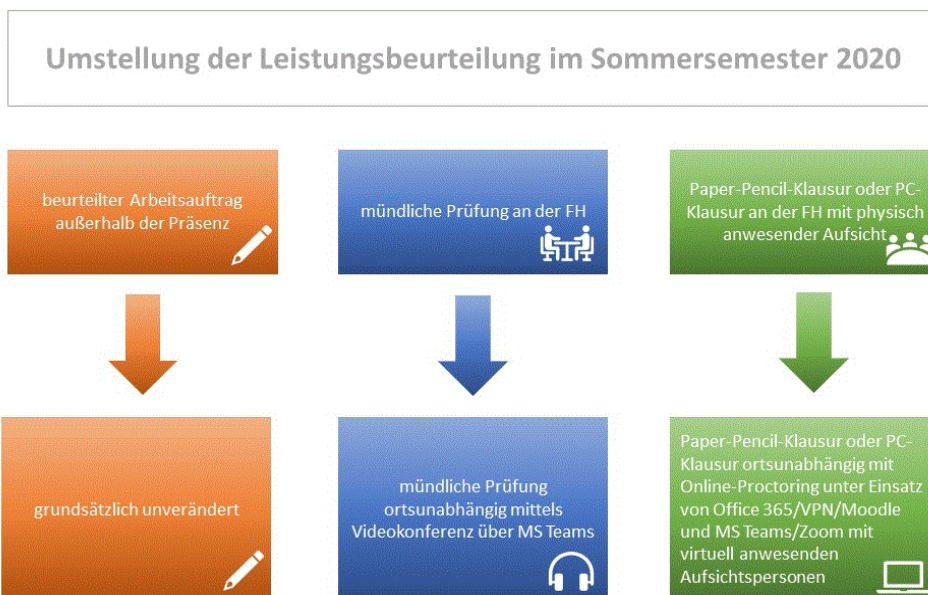 Umstellung der Leistungsbeurteilung im Sommersemester 2020
beurteilter Arbeitsauftrag
außerhalb der Präsenz
mündliche Prüfung an der FH
Paper-Pencil-Klausur oder PC-
Klausur an der FH mit physisch
anwesender Aufsicht
grundsätzlich unverändert
mündliche Prüfung
ortsunabhängig mittels
Videokonferenz über MS Teams
Paper-Pencil-Klausur oder PC-
Klausur ortsunabhängig mit
Online-Proctoring unter Einsatz
von Office 365/VPN/Moodle
und MS Teams/Zoom mit
virtuell anwesenden
Aufsichtspersonen